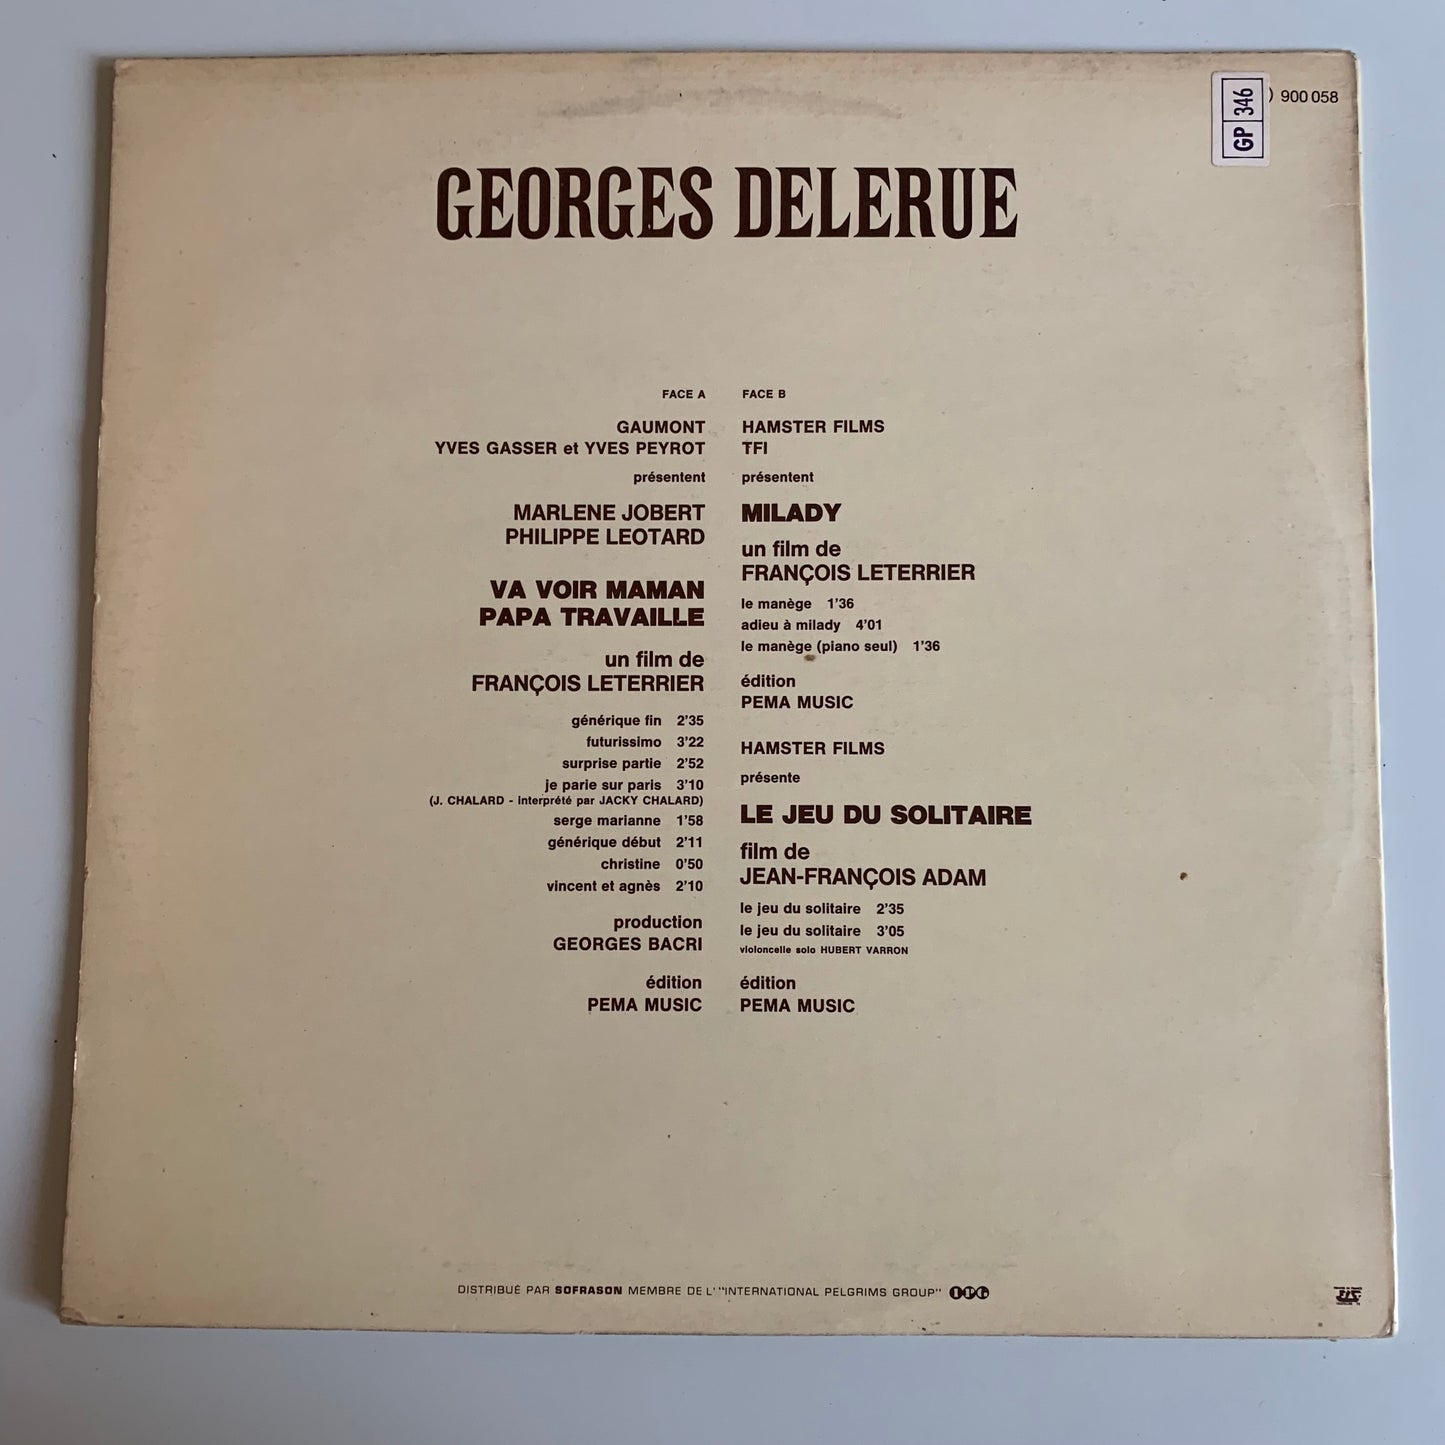 GP 346
) 900 058
GEORGES DELERUE
FACE A
GAUMONT
YVES GASSER et YVES PEYROT
présentent
MARLENE JOBERT
PHILIPPE LEOTARD
VA VOIR MAMAN
PAPA TRAVAILLE
un film de
FRANÇOIS LETERRIER
générique fin 2'35
futurissimo 3'22
surprise partie 2'52
je parie sur paris 3'10
(J. CHALARD - interprété par JACKY CHALARD)
serge marianne 1'58
générique début 2'11
christine 0'50
vincent et agnès 2'10
production
GEORGES BACRI
édition
PEMA MUSIC
FACE B
HAMSTER FILMS
TFI
présentent
MILADY
un film de
FRANÇOIS LETERRIER
le manège 1'36
adieu à milady 4'01
le manège (piano seul) 1'36
édition
PEMA MUSIC
HAMSTER FILMS
présente
LE JEU DU SOLITAIRE
film de
JEAN-FRANÇOIS ADAM
le jeu du solitaire 2'35
le jeu du solitaire 3'05
violoncelle solo HUBERT VARRON
édition
PEMA MUSIC
DISTRIBUÉ PAR SOFRASON MEMBRE DE L' "INTERNATIONAL PELGRIMS GROUP" IPG